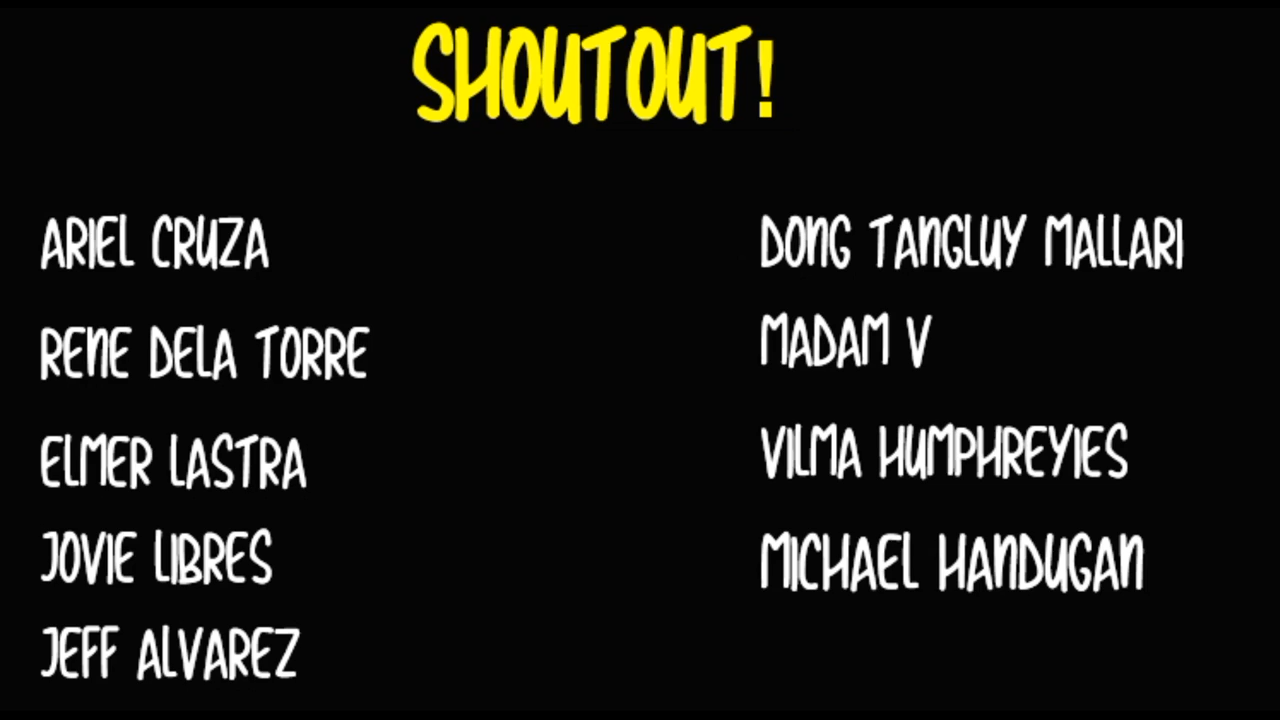 SHOUTOUT!
ARIEL CRUZA
RENE DELA TORRE
ELMER LASTRA
JOVIE LIBRES
JEFF ALVAREZ
DONG TANGLUY MALLARI
MADAM V
VILMA HUMPHREYIES
MICHAEL HANDUGAN